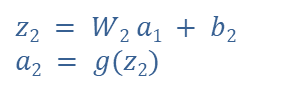 z₂ = W₂ a₁ + b₂
a₂ = g(z₂)